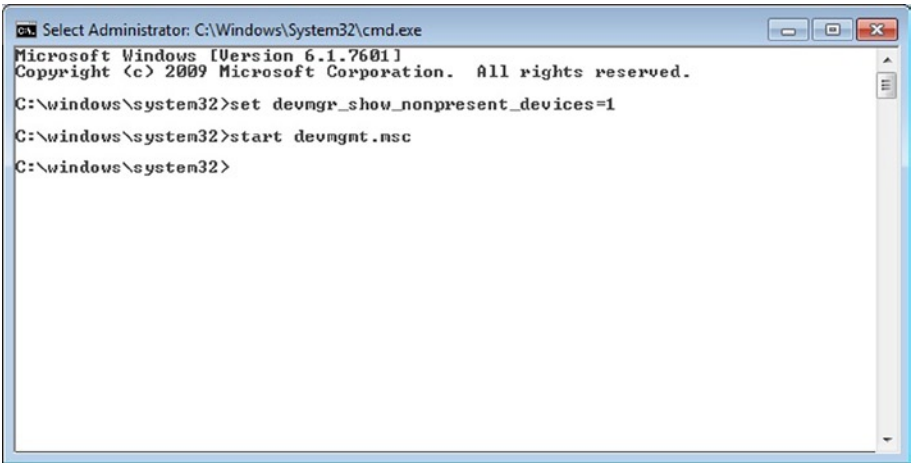 Select Administrator: C:\Windows\System32\cmd.exe
Microsoft Windows [Version 6.1.7601]
Copyright (c) 2009 Microsoft Corporation.  All rights reserved.
C:\windows\system32>set devmgr_show_nonpresent_devices=1
C:\windows\system32>start devmgmt.msc
C:\windows\system32>